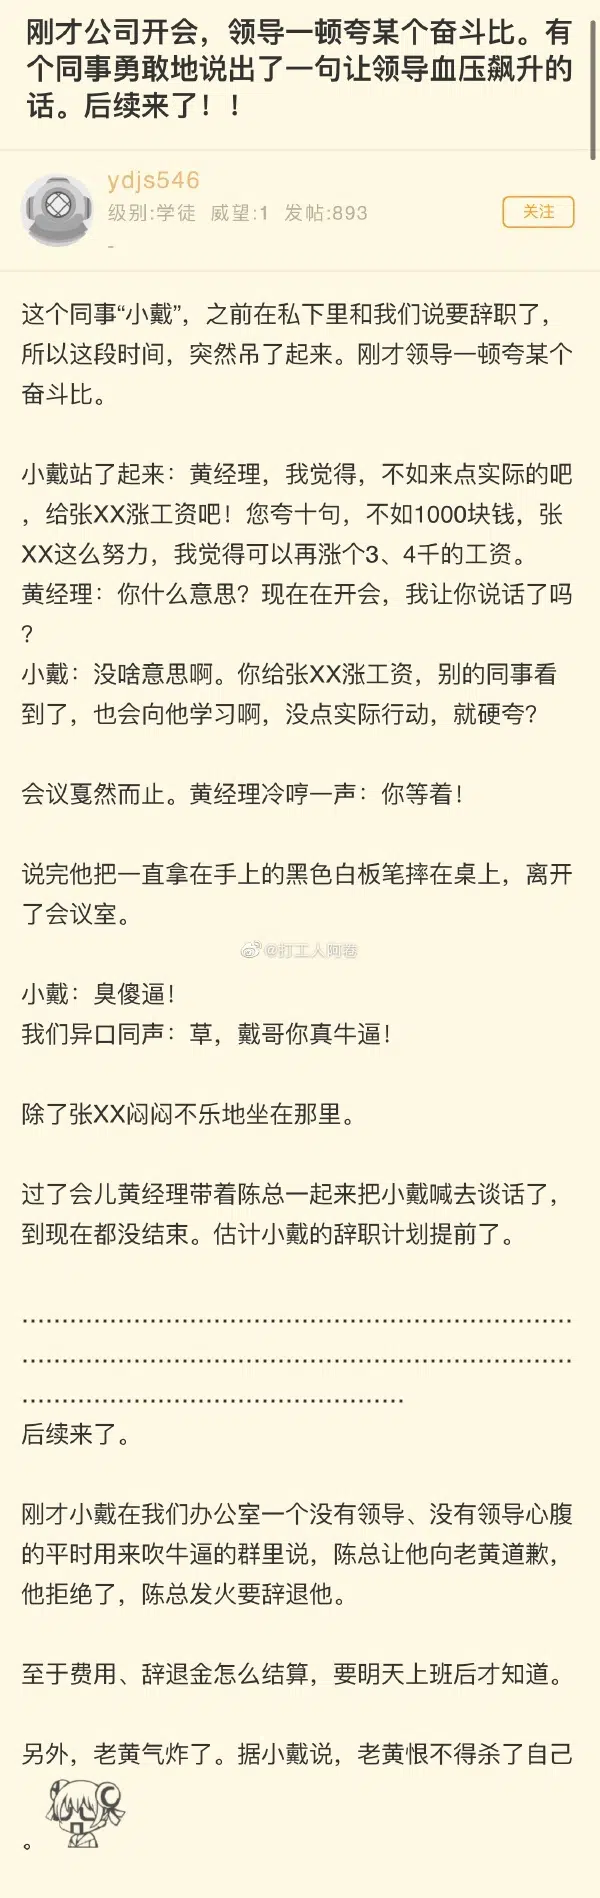 刚才公司开会，领导一顿夸某个奋斗比。有
个同事勇敢地说出了一句让领导血压飙升的
话。后续来了！！
ydjs546
级别:学徒 威望:1 发帖:893
关注
-
这个同事“小戴”，之前在私下里和我们说要辞职了，
所以这段时间，突然吊了起来。刚才领导一顿夸某个
奋斗比。
小戴站了起来：黄经理，我觉得，不如来点实际的吧
，给张XX涨工资吧！您夸十句，不如1000块钱，张
XX这么努力，我觉得可以再涨个3、4千的工资。
黄经理：你什么意思？现在在开会，我让你说话了吗
？
小戴：没啥意思啊。你给张XX涨工资，别的同事看
到了，也会向他学习啊，没点实际行动，就硬夸？
会议戛然而止。黄经理冷哼一声：你等着！
说完他把一直拿在手上的黑色白板笔摔在桌上，离开
了会议室。
@打工人阿卷
小戴：臭傻逼！
我们异口同声：草，戴哥你真牛逼！
除了张XX闷闷不乐地坐在那里。
过了会儿黄经理带着陈总一起来把小戴喊去谈话了，
到现在都没结束。估计小戴的辞职计划提前了。
........................................................................
........................................................................
..................................................
后续来了。
刚才小戴在我们办公室一个没有领导、没有领导心腹
的平时用来吹牛逼的群里说，陈总让他向老黄道歉，
他拒绝了，陈总发火要辞退他。
至于费用、辞退金怎么结算，要明天上班后才知道。
另外，老黄气炸了。据小戴说，老黄恨不得杀了自己
。